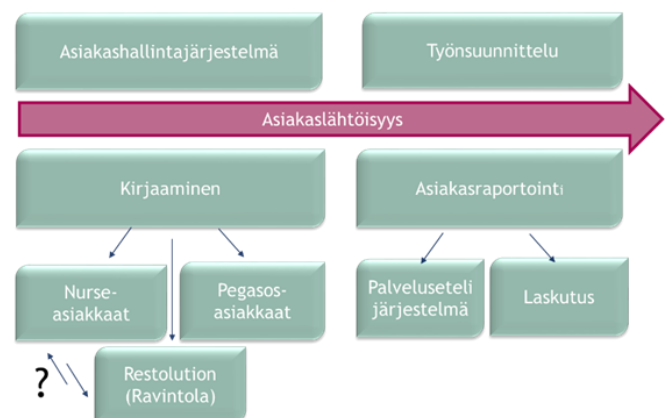 Asiakashallintajärjestelmä
Työnsuunnittelu
Asiakaslähtöisyys
Kirjaaminen
Asiakasraportointi
Nurse-
asiakkaat
Pegasos-
asiakkaat
Palveluseteli
järjestelmä
Laskutus
?
Restolution
(Ravintola)